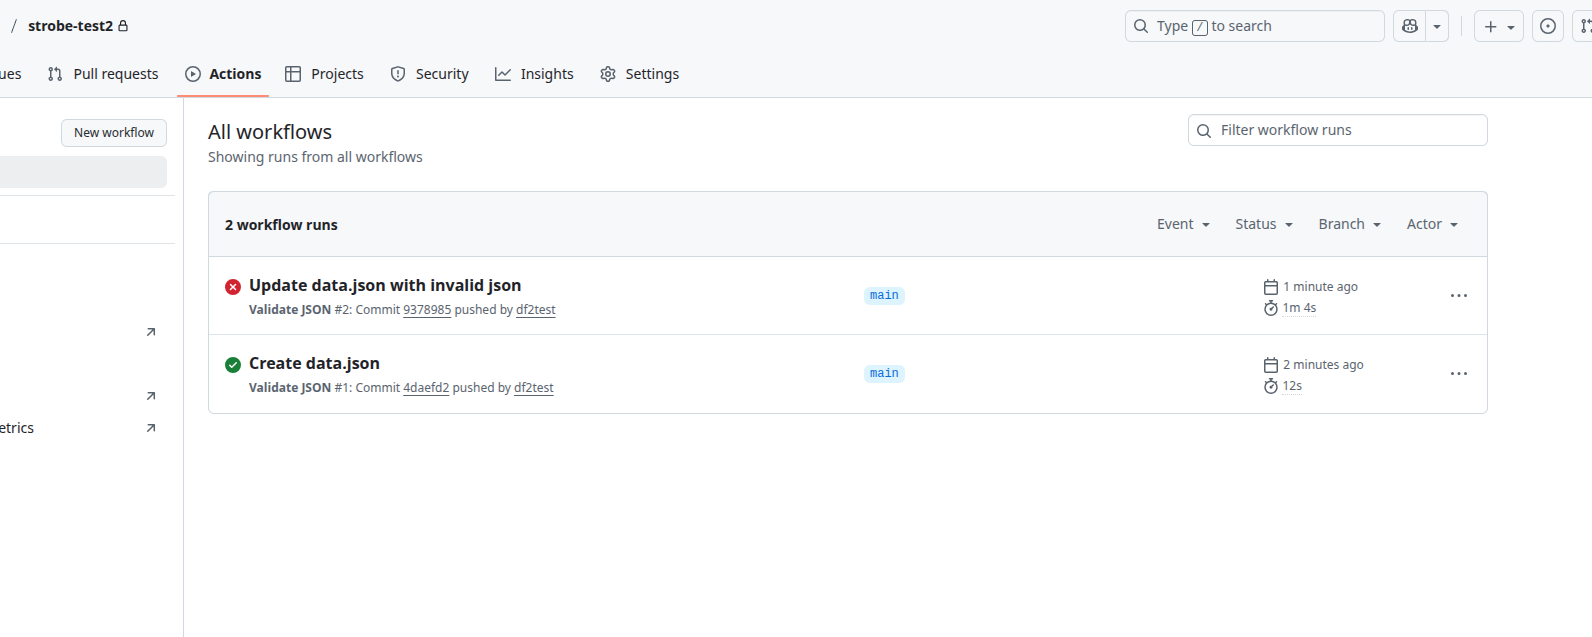 / strobe-test2
Type / to search
ues Pull requests Actions Projects Security Insights Settings
New workflow
All workflows
Showing runs from all workflows
Filter workflow runs
2 workflow runs
Event Status Branch Actor
Update data.json with invalid json
Validate JSON #2: Commit 9378985 pushed by df2test
main
1 minute ago
1m 4s
Create data.json
Validate JSON #1: Commit 4daefd2 pushed by df2test
main
2 minutes ago
12s
etrics